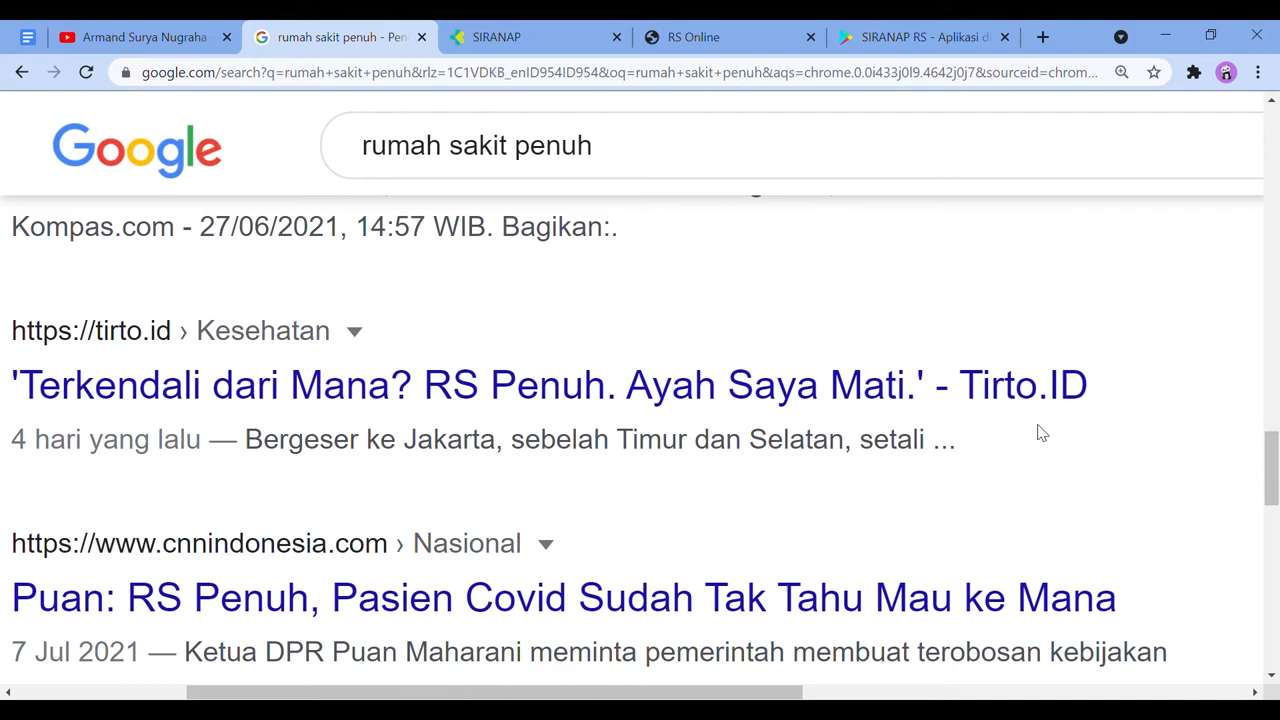 Armand Surya Nugraha -
rumah sakit penuh - Pen
SIRANAP
RS Online
SIRANAP RS - Aplikasi d
google.com/search?q=rumah+sakit+penuh&rlz=1C1VDKB_enID954ID954&oq=rumah+sakit+penuh&aqs=chrome.0.0i433j0l9.4642j0j7&sourceid=chrom...
Google
rumah sakit penuh
Kompas.com - 27/06/2021, 14:57 WIB. Bagikan:.
https://tirto.id › Kesehatan
'Terkendali dari Mana? RS Penuh. Ayah Saya Mati.' - Tirto.ID
4 hari yang lalu — Bergeser ke Jakarta, sebelah Timur dan Selatan, setali ...
https://www.cnnindonesia.com › Nasional
Puan: RS Penuh, Pasien Covid Sudah Tak Tahu Mau ke Mana
7 Jul 2021 — Ketua DPR Puan Maharani meminta pemerintah membuat terobosan kebijakan